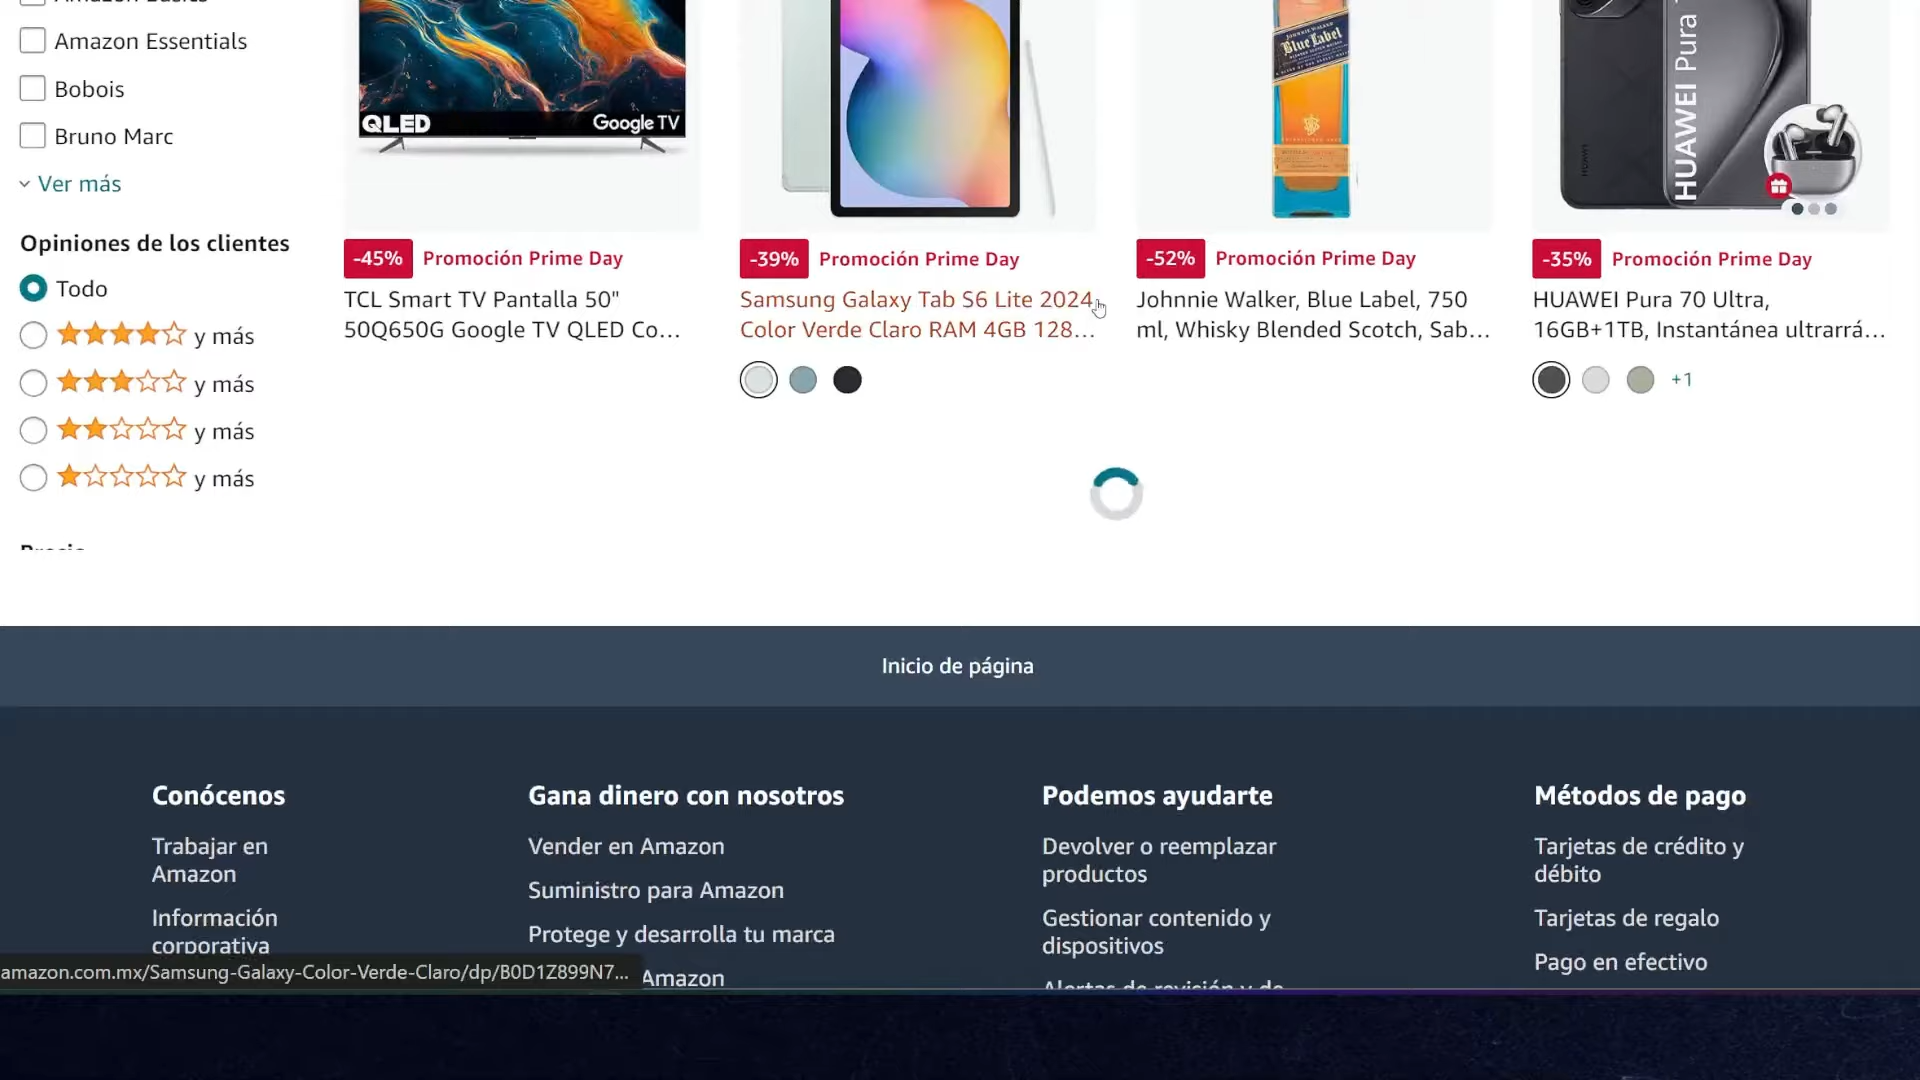 Amazon Essentials
Bobois
Bruno Marc
Ver más
Opiniones de los clientes
Todo
y más
y más
y más
y más
QLED
Google TV
-45% Promoción Prime Day
TCL Smart TV Pantalla 50"
50Q650G Google TV QLED Co...
-39% Promoción Prime Day
Samsung Galaxy Tab S6 Lite 2024,
Color Verde Claro RAM 4GB 128...
JOHNNIE WALKER
Blue Label
-52% Promoción Prime Day
Johnnie Walker, Blue Label, 750
ml, Whisky Blended Scotch, Sab...
HUAWEI
HUAWEI Pura
-35% Promoción Prime Day
HUAWEI Pura 70 Ultra,
16GB+1TB, Instantánea ultrarrá...
+1
Inicio de página
Conócenos
Trabajar en
Amazon
Información
corporativa
Gana dinero con nosotros
Vender en Amazon
Suministro para Amazon
Protege y desarrolla tu marca
Amazon
Podemos ayudarte
Devolver o reemplazar
productos
Gestionar contenido y
dispositivos
Alertas de revisión y de
Métodos de pago
Tarjetas de crédito y
débito
Tarjetas de regalo
Pago en efectivo
amazon.com.mx/Samsung-Galaxy-Color-Verde-Claro/dp/B0D1Z899N7...